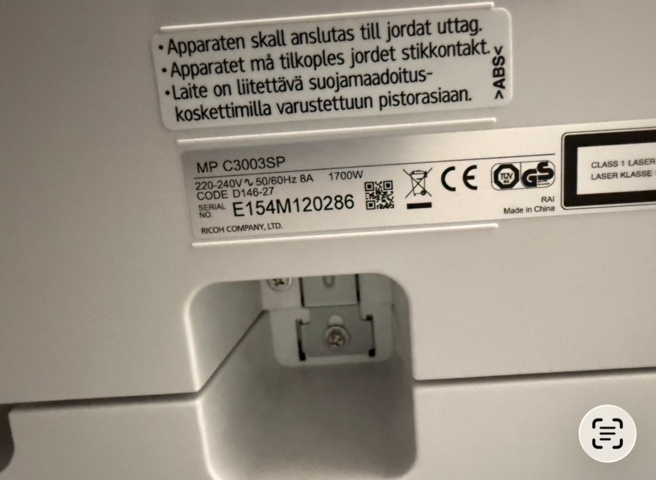 • Apparaten skall anslutas till jordat uttag.
• Apparatet må tilkoples jordet stikkontakt.
• Laite on liitettävä suojamaadoitus-
koskettimilla varustettuun pistorasiaan.
>ABS<
MP C3003SP
220-240V ∿ 50/60Hz 8A 1700W
CODE D146-27
SERIAL NO. E154M120286
RICOH COMPANY, LTD.
CE
TÜV GS
RAI
Made in China
CLASS 1 LASER
LASER KLASSE